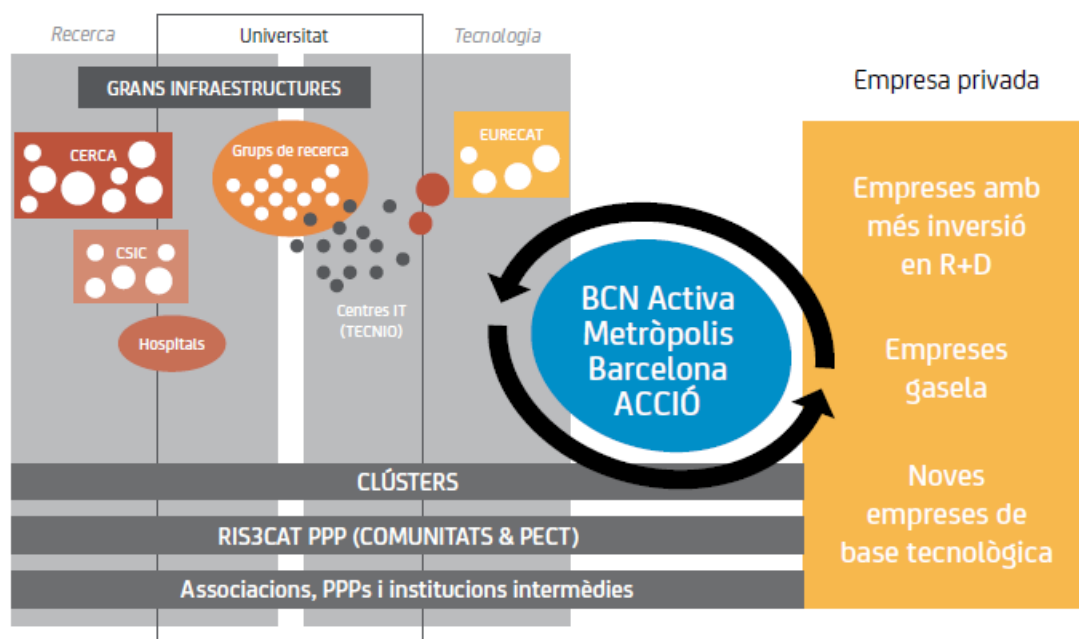 Recerca
Universitat
Tecnologia
GRANS INFRAESTRUCTURES
Empresa privada
CERCA
Grups de recerca
EURECAT
Empreses amb
més inversió
en R+D
CSIC
Centres IT
(TECNIO)
Hospitals
BCN Activa
Metròpolis
Barcelona
ACCIÓ
Empreses
gasela
CLÚSTERS
RIS3CAT PPP (COMUNITATS & PECT)
Associacions, PPPs i institucions intermèdies
Noves
empreses de
base tecnològica